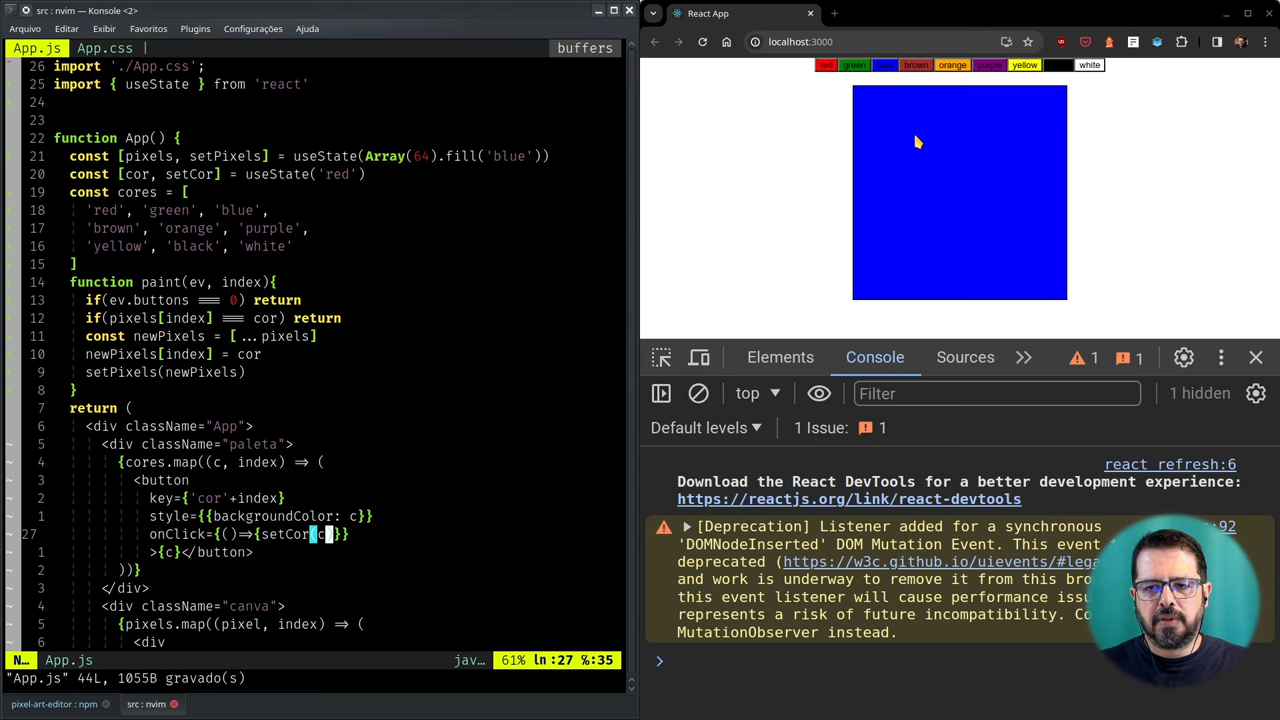 src : nvim — Konsole <2>
Arquivo Editar Exibir Favoritos Plugins Configurações Ajuda
App.js App.css | buffers
26 import './App.css';
25 import { useState } from 'react'
24
23
22 function App() {
21 const [pixels, setPixels] = useState(Array(64).fill('blue'))
20 const [cor, setCor] = useState('red')
19 const cores = [
18 'red', 'green', 'blue',
17 'brown', 'orange', 'purple',
16 'yellow', 'black', 'white'
15 ]
14 function paint(ev, index){
13 if(ev.buttons === 0) return
12 if(pixels[index] === cor) return
11 const newPixels = [...pixels]
10 newPixels[index] = cor
9 setPixels(newPixels)
8 }
7 return (
6 <div className="App">
5 <div className="paleta">
4 {cores.map((c, index) => (
3 <button
2 key={'cor'+index}
1 style={{backgroundColor: c}}
27 onClick={()=>{setCor(c)}}
1 >{c}</button>
2 ))}
3 </div>
4 <div className="canva">
5 {pixels.map((pixel, index) => (
6 <div
N… App.js jav… 61% ln:27 %:35
"App.js" 44L, 1055B gravado(s)
pixel-art-editor : npm src : nvim
React App
localhost:3000
red green blue brown orange purple yellow white
Elements Console Sources 1 1
top Filter 1 hidden
Default levels 1 Issue: 1
react refresh:6
Download the React DevTools for a better development experience:
https://reactjs.org/link/react-devtools
[Deprecation] Listener added for a synchronous :92
'DOMNodeInserted' DOM Mutation Event. This event
deprecated (https://w3c.github.io/uievents/#lega
and work is underway to remove it from this bro
this event listener will cause performance issu
represents a risk of future incompatibility. Co
MutationObserver instead.